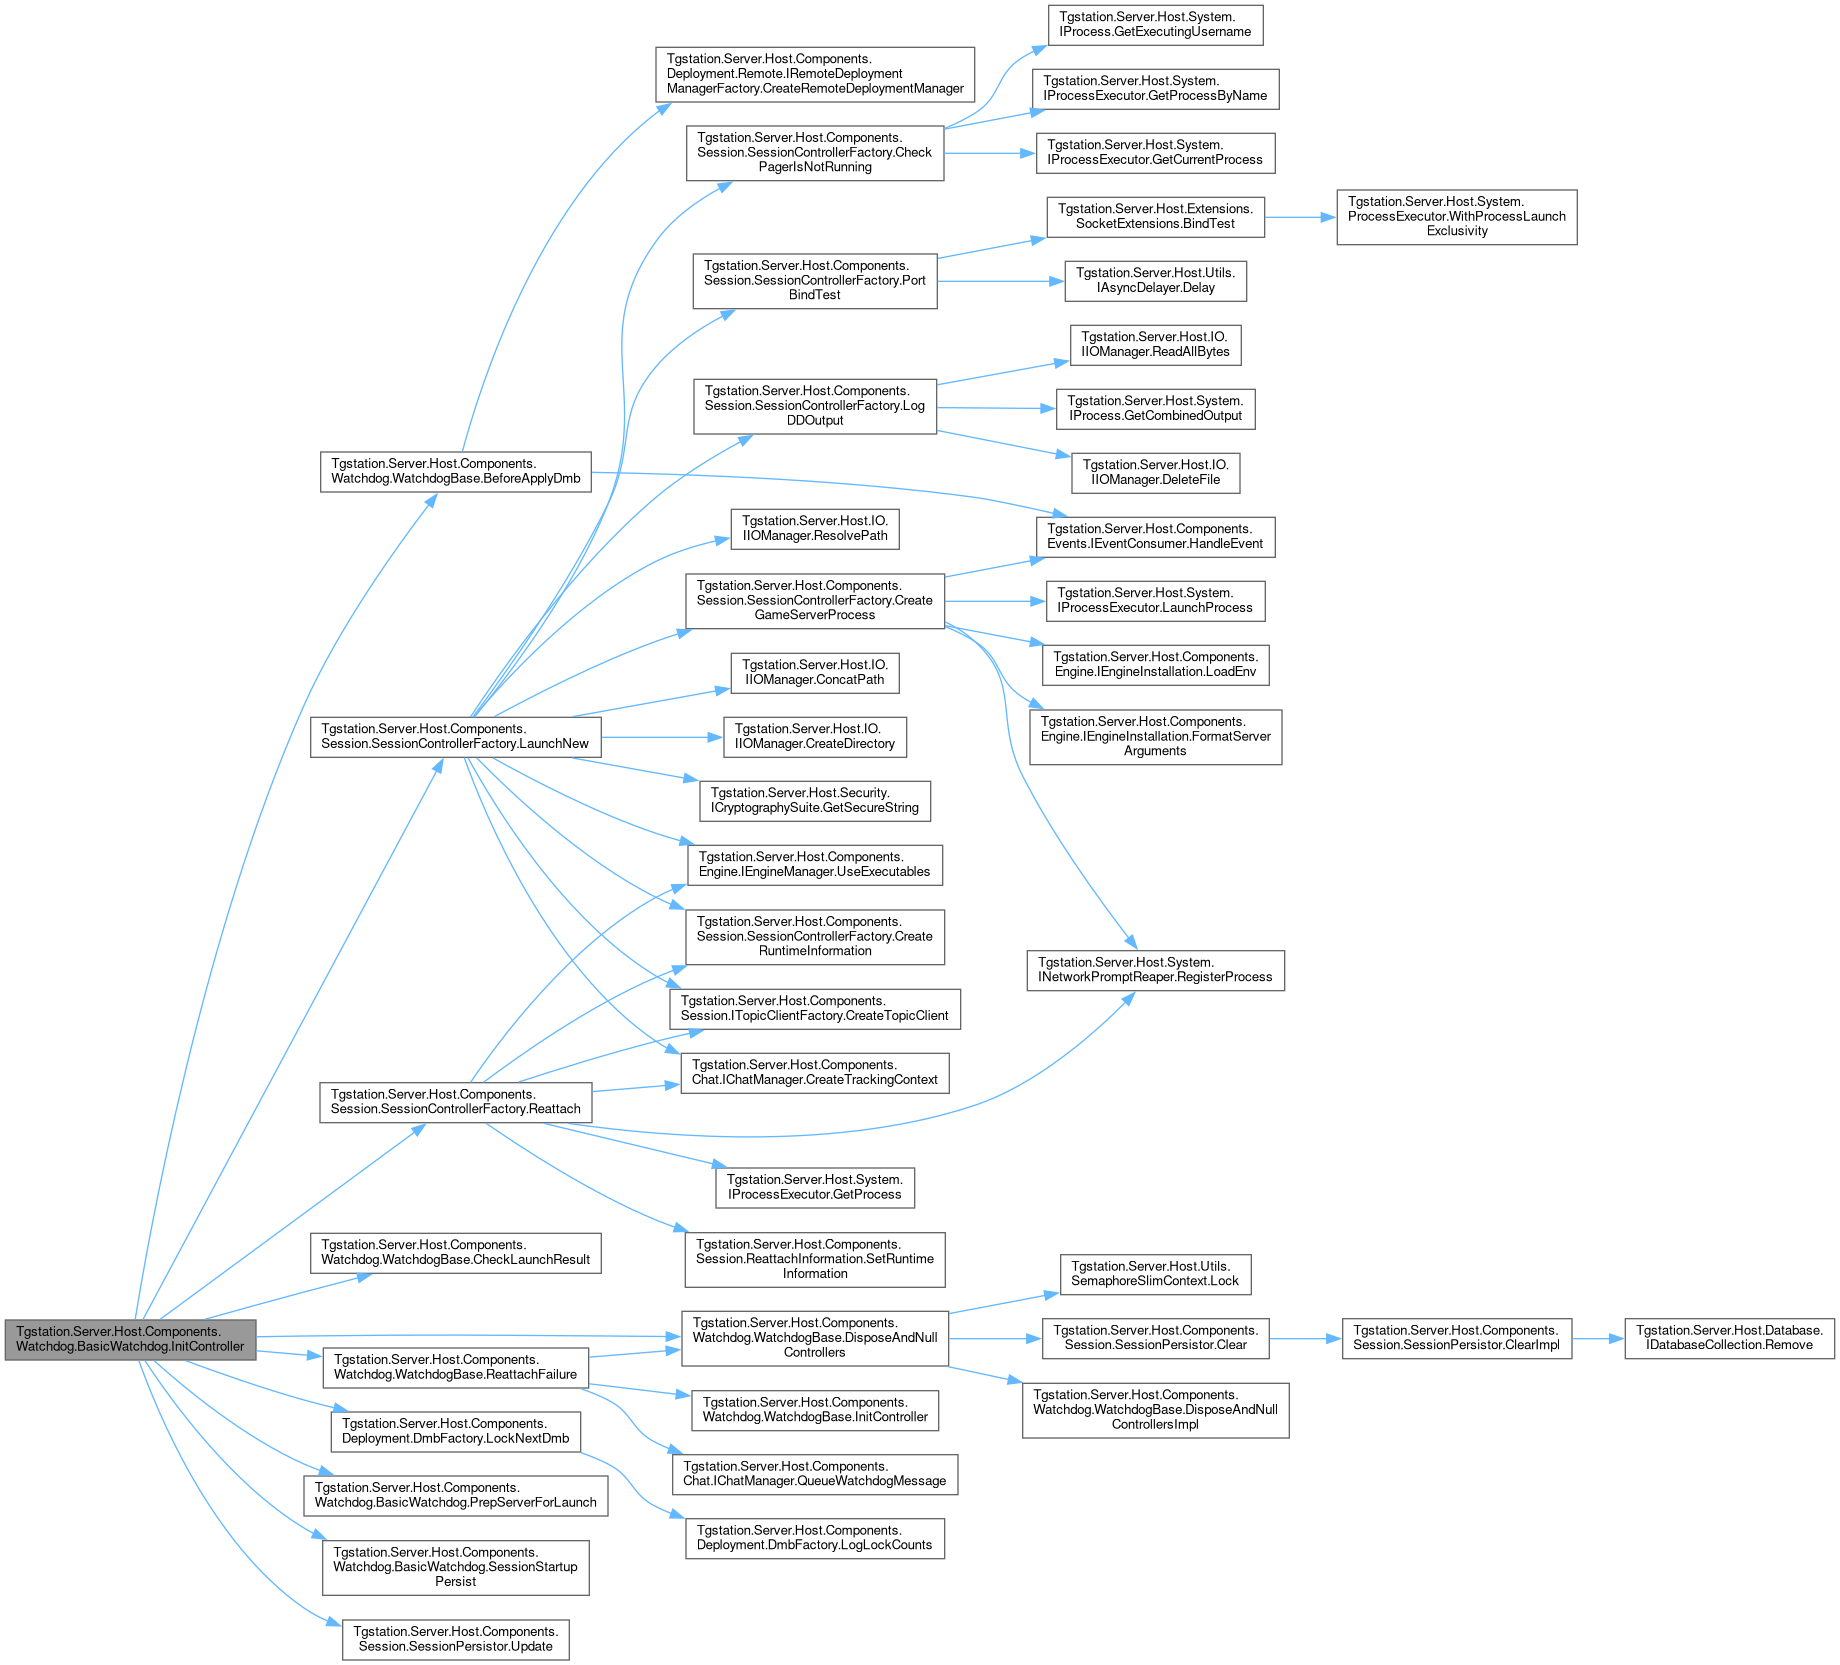 Tgstation.Server.Host.Components.
Watchdog.BasicWatchdog.InitController
Tgstation.Server.Host.Components.
Watchdog.WatchdogBase.BeforeApplyDmb
Tgstation.Server.Host.Components.
Session.SessionControllerFactory.LaunchNew
Tgstation.Server.Host.Components.
Session.SessionControllerFactory.Reattach
Tgstation.Server.Host.Components.
Watchdog.WatchdogBase.CheckLaunchResult
Tgstation.Server.Host.Components.
Watchdog.WatchdogBase.ReattachFailure
Tgstation.Server.Host.Components.
Deployment.DmbFactory.LockNextDmb
Tgstation.Server.Host.Components.
Watchdog.BasicWatchdog.PrepServerForLaunch
Tgstation.Server.Host.Components.
Watchdog.BasicWatchdog.SessionStartup
Persist
Tgstation.Server.Host.Components.
Session.SessionPersistor.Update
Tgstation.Server.Host.Components.
Deployment.Remote.IRemoteDeployment
ManagerFactory.CreateRemoteDeploymentManager
Tgstation.Server.Host.Components.
Session.SessionControllerFactory.Check
PagerIsNotRunning
Tgstation.Server.Host.Components.
Session.SessionControllerFactory.Port
BindTest
Tgstation.Server.Host.Components.
Session.SessionControllerFactory.Log
DDOutput
Tgstation.Server.Host.IO.
IIOManager.ResolvePath
Tgstation.Server.Host.Components.
Session.SessionControllerFactory.Create
GameServerProcess
Tgstation.Server.Host.IO.
IIOManager.ConcatPath
Tgstation.Server.Host.IO.
IIOManager.CreateDirectory
Tgstation.Server.Host.Security.
ICryptographySuite.GetSecureString
Tgstation.Server.Host.Components.
Engine.IEngineManager.UseExecutables
Tgstation.Server.Host.Components.
Session.SessionControllerFactory.Create
RuntimeInformation
Tgstation.Server.Host.Components.
Session.ITopicClientFactory.CreateTopicClient
Tgstation.Server.Host.Components.
Chat.IChatManager.CreateTrackingContext
Tgstation.Server.Host.System.
IProcessExecutor.GetProcess
Tgstation.Server.Host.Components.
Session.ReattachInformation.SetRuntime
Information
Tgstation.Server.Host.Components.
Watchdog.WatchdogBase.DisposeAndNull
Controllers
Tgstation.Server.Host.Components.
Watchdog.WatchdogBase.InitController
Tgstation.Server.Host.Components.
Chat.IChatManager.QueueWatchdogMessage
Tgstation.Server.Host.Components.
Deployment.DmbFactory.LogLockCounts
Tgstation.Server.Host.System.
IProcess.GetExecutingUsername
Tgstation.Server.Host.System.
IProcessExecutor.GetProcessByName
Tgstation.Server.Host.System.
IProcessExecutor.GetCurrentProcess
Tgstation.Server.Host.Extensions.
SocketExtensions.BindTest
Tgstation.Server.Host.Utils.
IAsyncDelayer.Delay
Tgstation.Server.Host.IO.
IIOManager.ReadAllBytes
Tgstation.Server.Host.System.
IProcess.GetCombinedOutput
Tgstation.Server.Host.IO.
IIOManager.DeleteFile
Tgstation.Server.Host.Components.
Events.IEventConsumer.HandleEvent
Tgstation.Server.Host.System.
IProcessExecutor.LaunchProcess
Tgstation.Server.Host.Components.
Engine.IEngineInstallation.LoadEnv
Tgstation.Server.Host.Components.
Engine.IEngineInstallation.FormatServer
Arguments
Tgstation.Server.Host.System.
INetworkPromptReaper.RegisterProcess
Tgstation.Server.Host.Utils.
SemaphoreSlimContext.Lock
Tgstation.Server.Host.Components.
Session.SessionPersistor.Clear
Tgstation.Server.Host.Components.
Watchdog.WatchdogBase.DisposeAndNull
ControllersImpl
Tgstation.Server.Host.System.
ProcessExecutor.WithProcessLaunch
Exclusivity
Tgstation.Server.Host.Components.
Session.SessionPersistor.ClearImpl
Tgstation.Server.Host.Database.
IDatabaseCollection.Remove